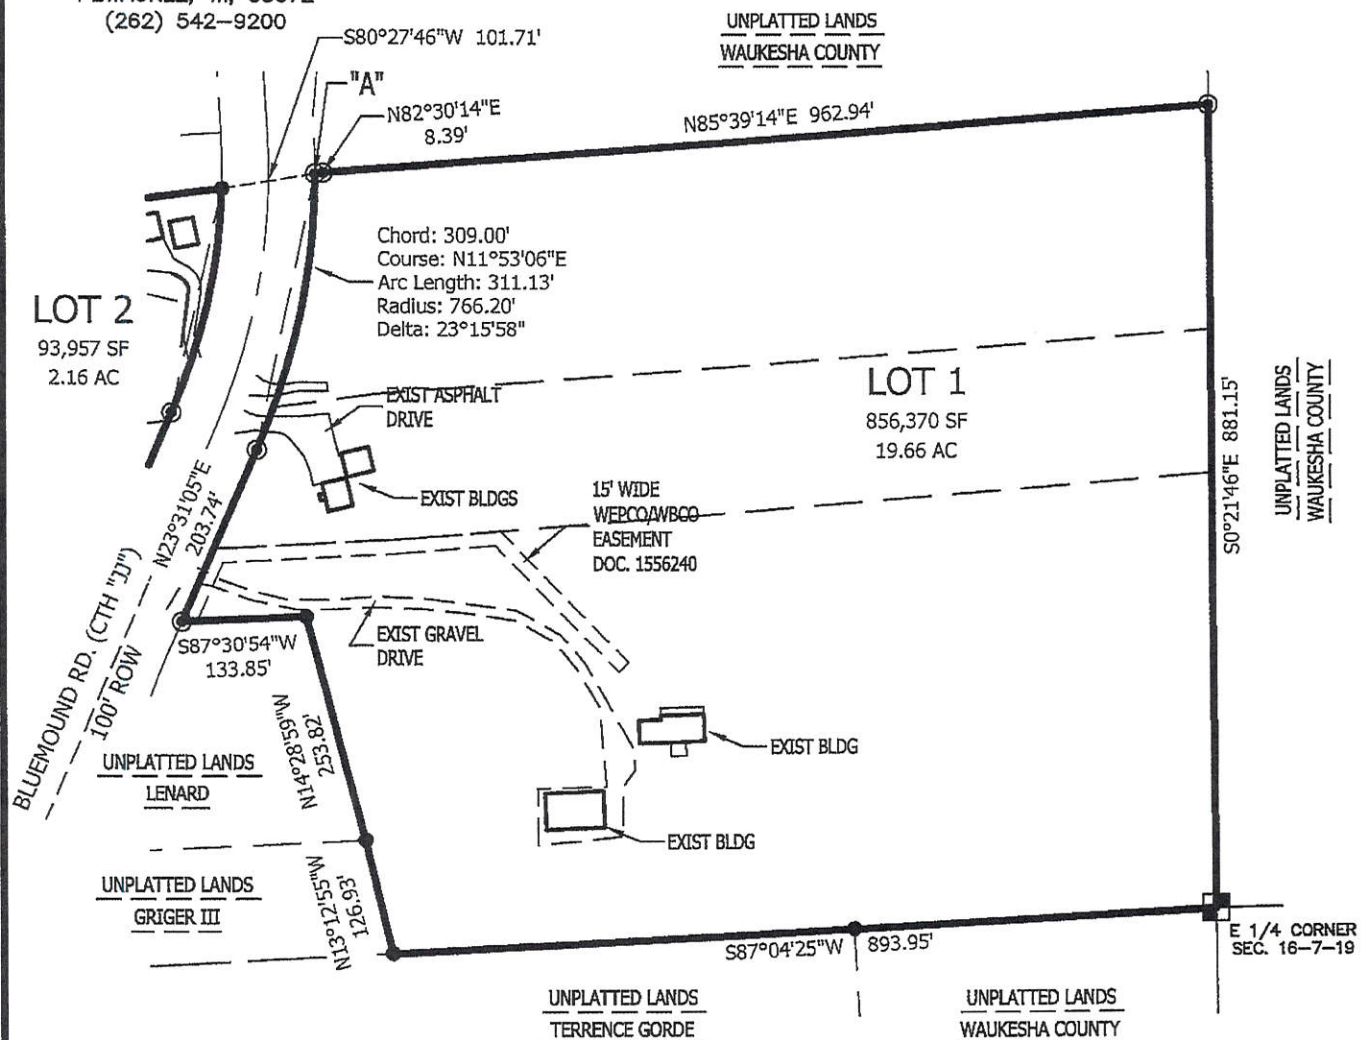 (262) 542-9200
S80°27'46"W 101.71'
UNPLATTED LANDS
WAUKESHA COUNTY
"A"
N82°30'14"E
8.39'
N85°39'14"E 962.94'
Chord: 309.00'
Course: N11°53'06"E
Arc Length: 311.13'
Radius: 766.20'
Delta: 23°15'58"
LOT 2
93,957 SF
2.16 AC
LOT 1
856,370 SF
19.66 AC
EXIST ASPHALT
DRIVE
EXIST BLDGS
15' WIDE
WEPCO/WBCO
EASEMENT
DOC. 1556240
S0°21'46"E 881.15'
UNPLATTED LANDS
WAUKESHA COUNTY
N23°31'05"E
203.74'
BLUEMOUND RD. (CTH "JJ")
100' ROW
S87°30'54"W
133.85'
EXIST GRAVEL
DRIVE
N14°28'59"W
253.82'
UNPLATTED LANDS
LENARD
EXIST BLDG
EXIST BLDG
UNPLATTED LANDS
GRIGER III
N13°12'55"W
126.93'
S87°04'25"W 893.95'
E 1/4 CORNER
SEC. 16-7-19
UNPLATTED LANDS
TERRENCE GORDE
UNPLATTED LANDS
WAUKESHA COUNTY